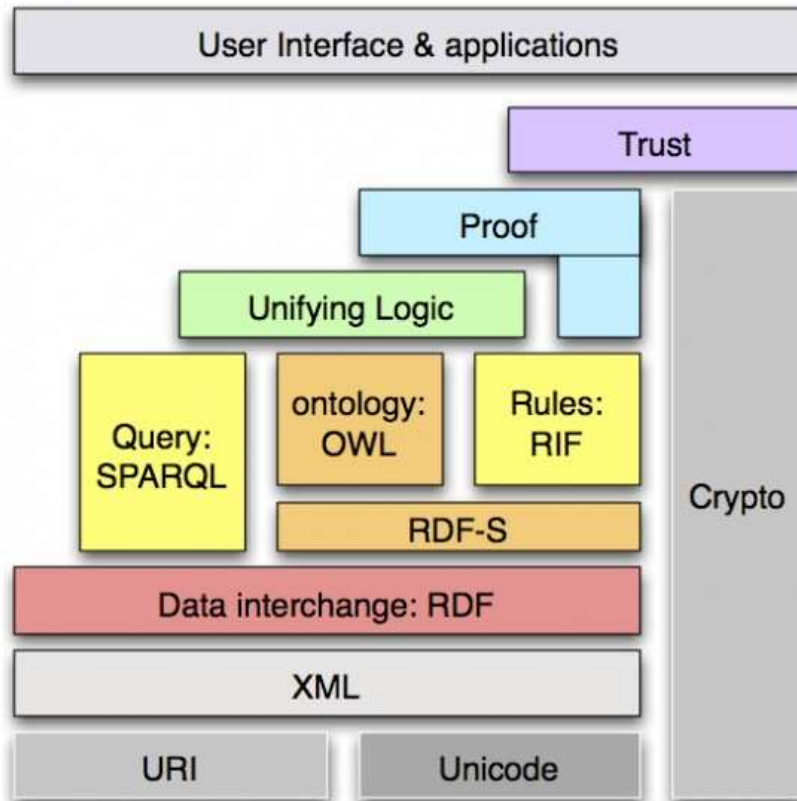 User Interface & applications
Trust
Proof
Unifying Logic
Query:
SPARQL
ontology:
OWL
Rules:
RIF
Crypto
RDF-S
Data interchange: RDF
XML
URI
Unicode